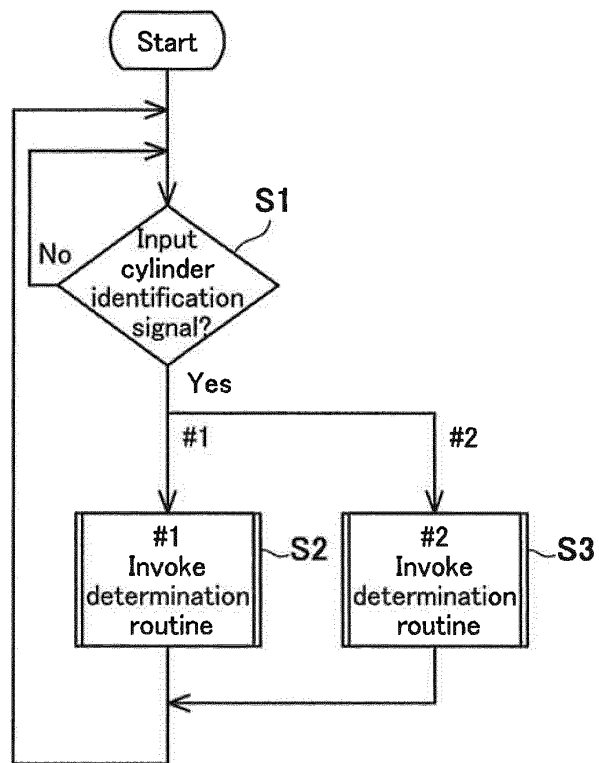 Start
S1
No
Input
cylinder
identification
signal?
Yes
#1
#2
#1
Invoke
determination
routine
S2
#2
Invoke
determination
routine
S3